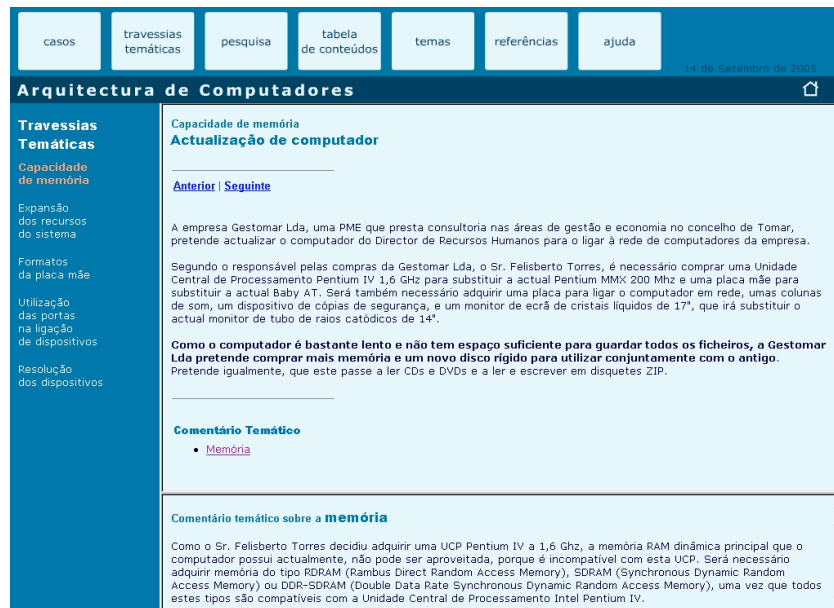 casos
travessias
temáticas
pesquisa
tabela
de conteúdos
temas
referências
ajuda
14 de Setembro de 2005
Arquitectura de Computadores
Travessias
Temáticas
Capacidade
de memória
Expansão
dos recursos
do sistema
Formatos
da placa mãe
Utilização
das portas
na ligação
de dispositivos
Resolução
dos dispositivos
Capacidade de memória
Actualização de computador
Anterior | Seguinte
A empresa Gestomar Lda, uma PME que presta consultoria nas áreas de gestão e economia no concelho de Tomar,
pretende actualizar o computador do Director de Recursos Humanos para o ligar à rede de computadores da empresa.
Segundo o responsável pelas compras da Gestomar Lda, o Sr. Felisberto Torres, é necessário comprar uma Unidade
Central de Processamento Pentium IV 1,6 GHz para substituir a actual Pentium MMX 200 Mhz e uma placa mãe para
substituir a actual Baby AT. Será também necessário adquirir uma placa para ligar o computador em rede, umas colunas
de som, um dispositivo de cópias de segurança, e um monitor de ecrã de cristais líquidos de 17", que irá substituir o
actual monitor de tubo de raios catódicos de 14".
Como o computador é bastante lento e não tem espaço suficiente para guardar todos os ficheiros, a Gestomar
Lda pretende comprar mais memória e um novo disco rígido para utilizar conjuntamente com o antigo.
Pretende igualmente, que este passe a ler CDs e DVDs e a ler e escrever em disquetes ZIP.
Comentário Temático
• Memória
Comentário temático sobre a memória
Como o Sr. Felisberto Torres decidiu adquirir uma UCP Pentium IV a 1,6 Ghz, a memória RAM dinâmica principal que o
computador possui actualmente, não pode ser aproveitada, porque é incompatível com esta UCP. Será necessário
adquirir memória do tipo RDRAM (Rambus Direct Random Access Memory), SDRAM (Synchronous Dynamic Random
Access Memory) ou DDR-SDRAM (Double Data Rate Synchronous Dynamic Random Access Memory), uma vez que todos
estes tipos são compatíveis com a Unidade Central de Processamento Intel Pentium IV.